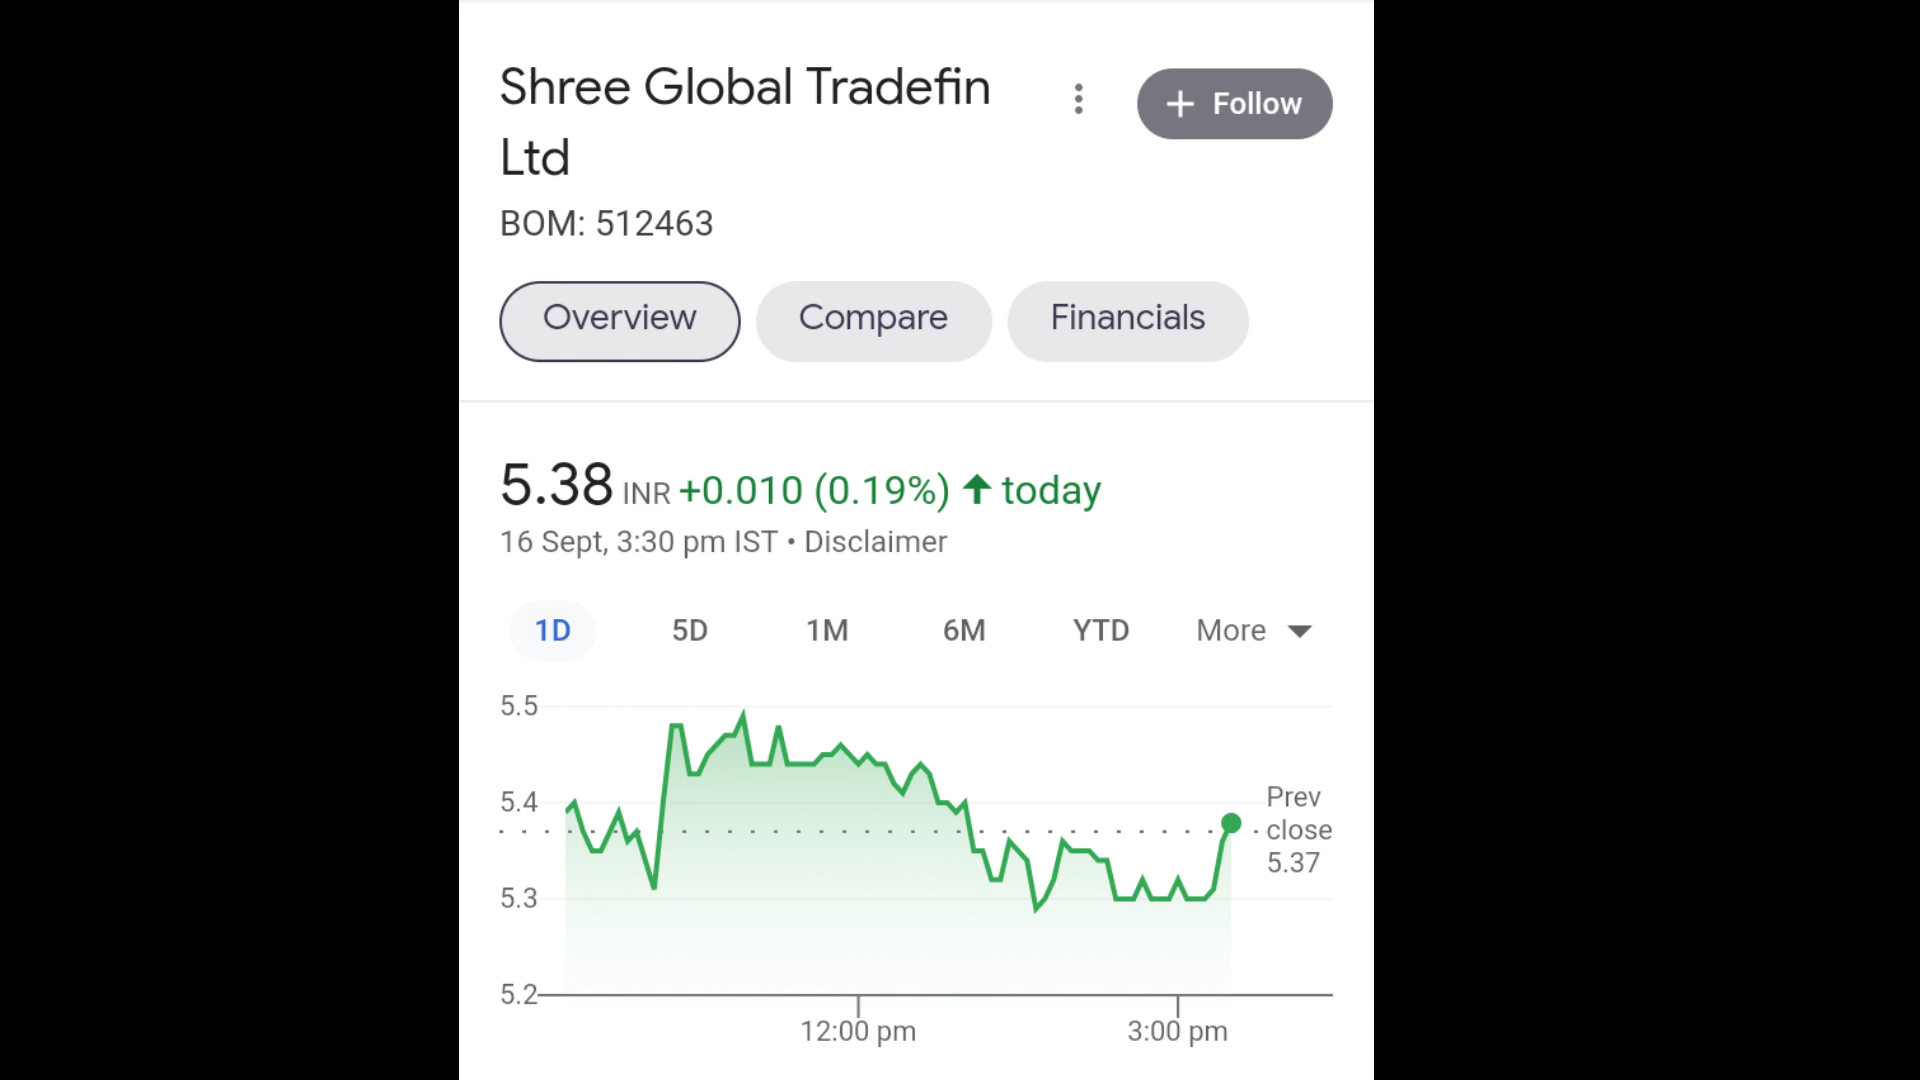 Shree Global Tradefin
Ltd
+ Follow
BOM: 512463
Overview Compare Financials
5.38 INR +0.010 (0.19%) ↑ today
16 Sept, 3:30 pm IST • Disclaimer
1D 5D 1M 6M YTD More
5.5
5.4
5.3
5.2
Prev
close
5.37
12:00 pm 3:00 pm